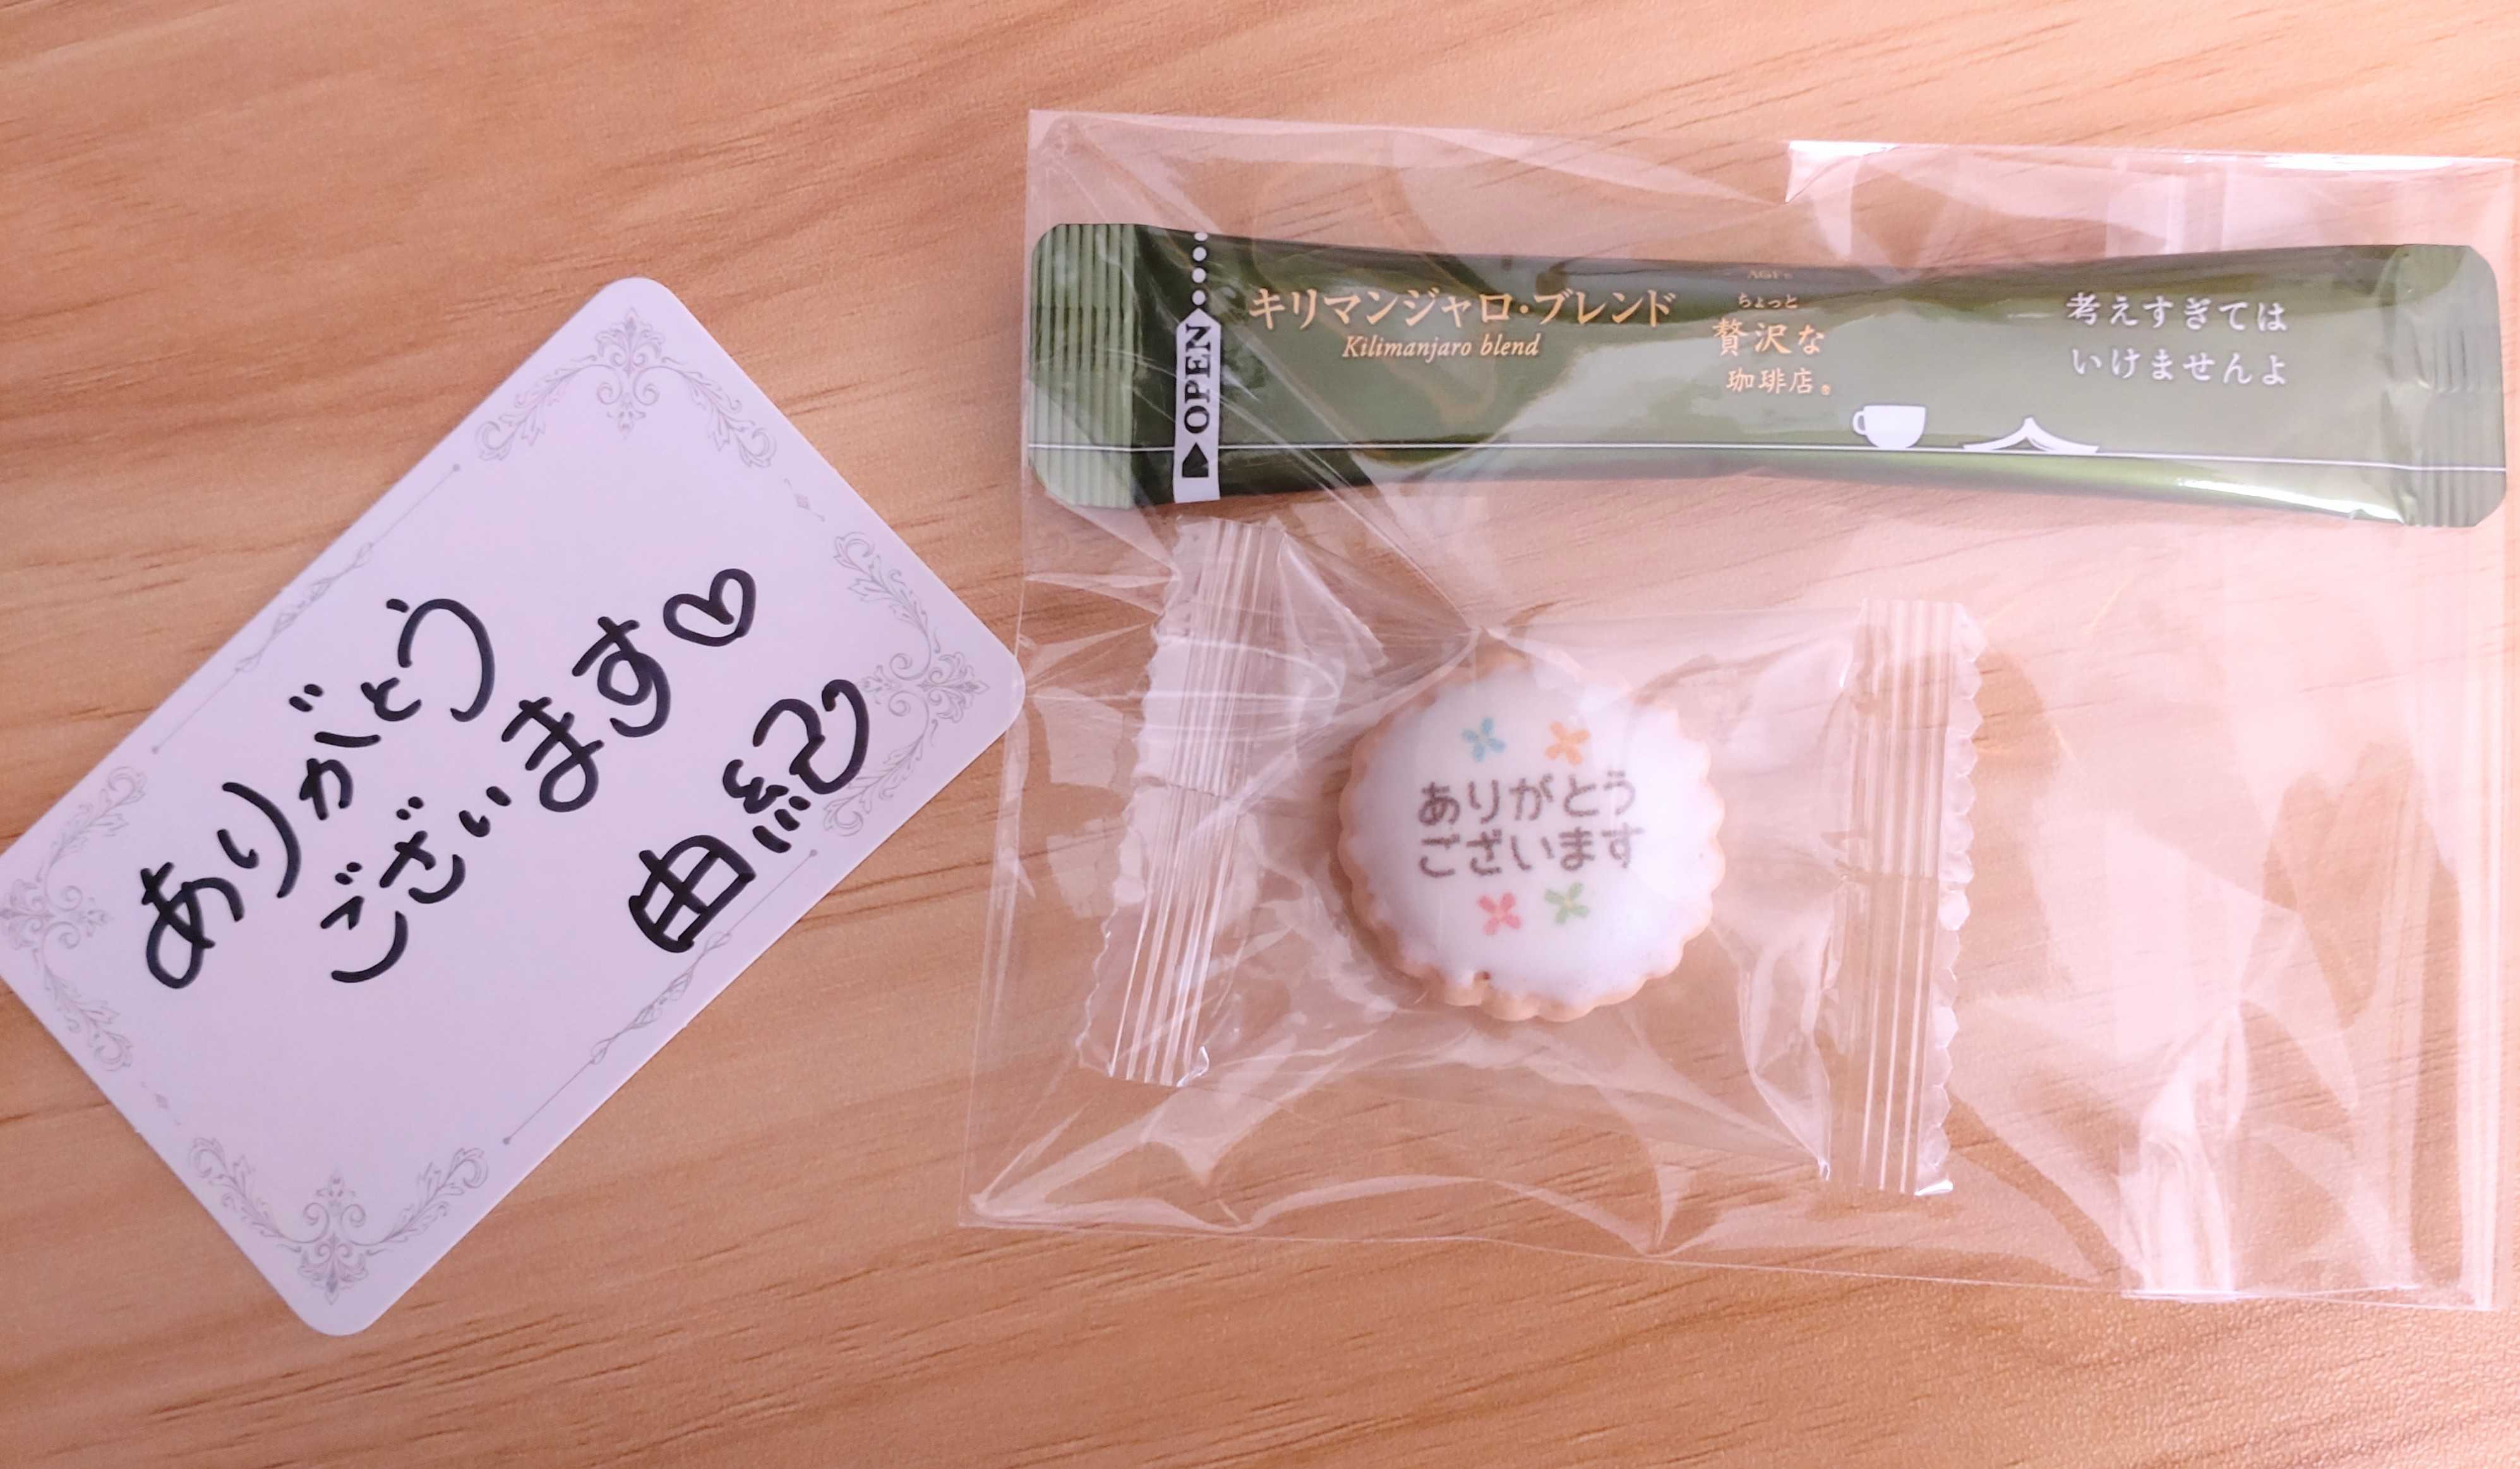 ありがとう
ございます♡
由紀
OPEN
キリマンジャロ・ブレンド
Kilimanjaro blend
AGF®
ちょっと
贅沢な
珈琲店®
考えすぎては
いけませんよ
ありがとう
ございます